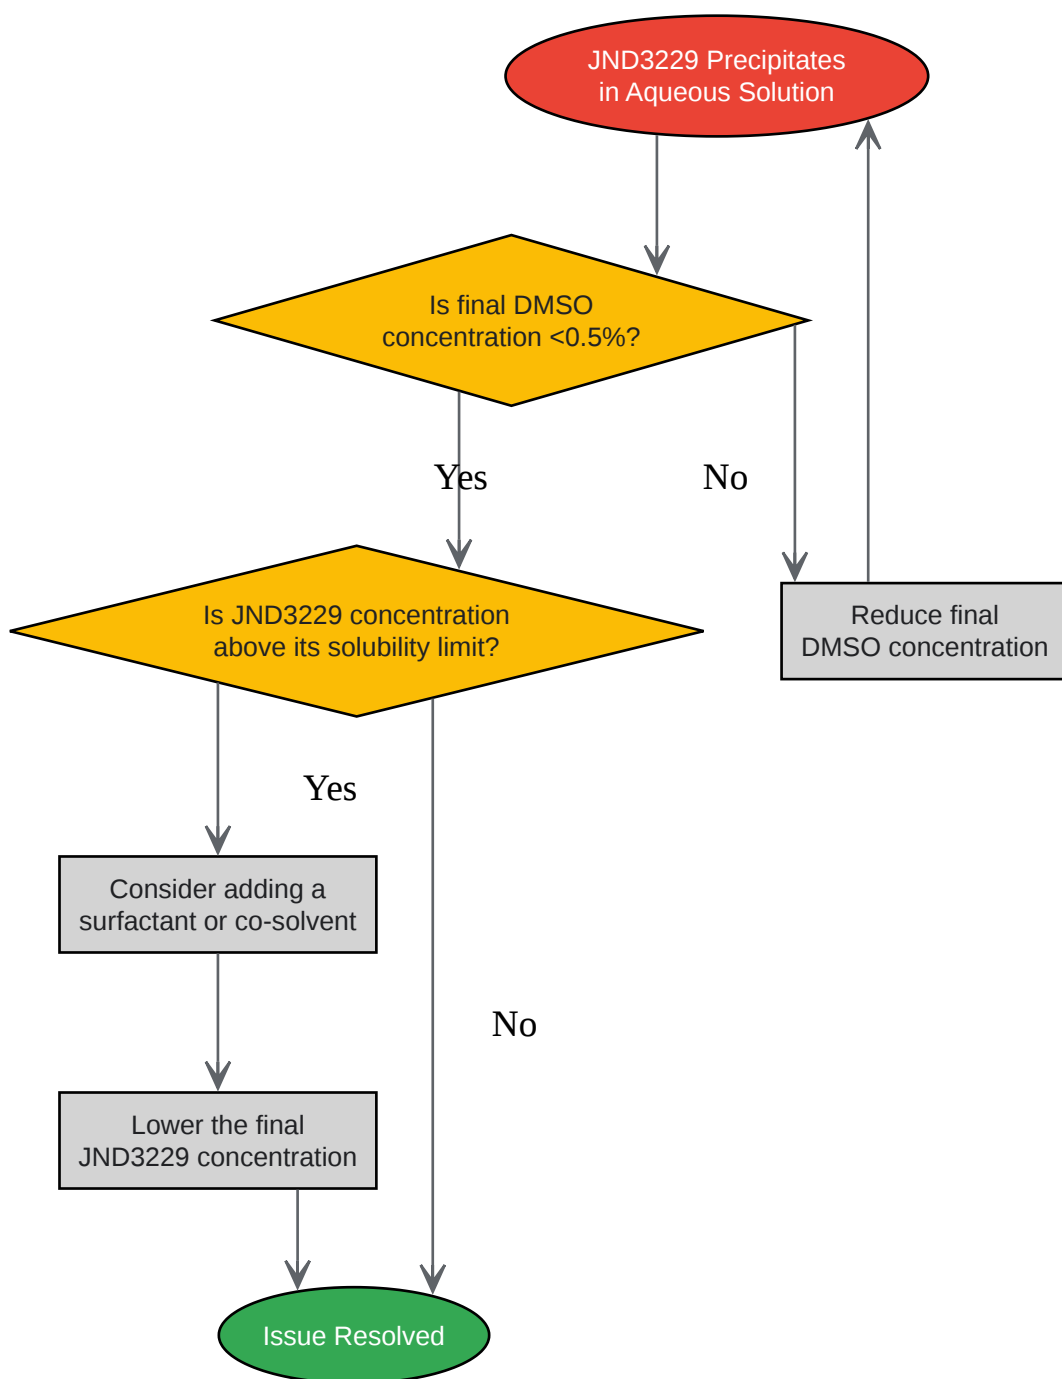 JND3229 Precipitates
in Aqueous Solution
Is final DMSO
concentration <0.5%?
Yes
No
Is JND3229 concentration
above its solubility limit?
Reduce final
DMSO concentration
Yes
Consider adding a
surfactant or co-solvent
No
Lower the final
JND3229 concentration
Issue Resolved